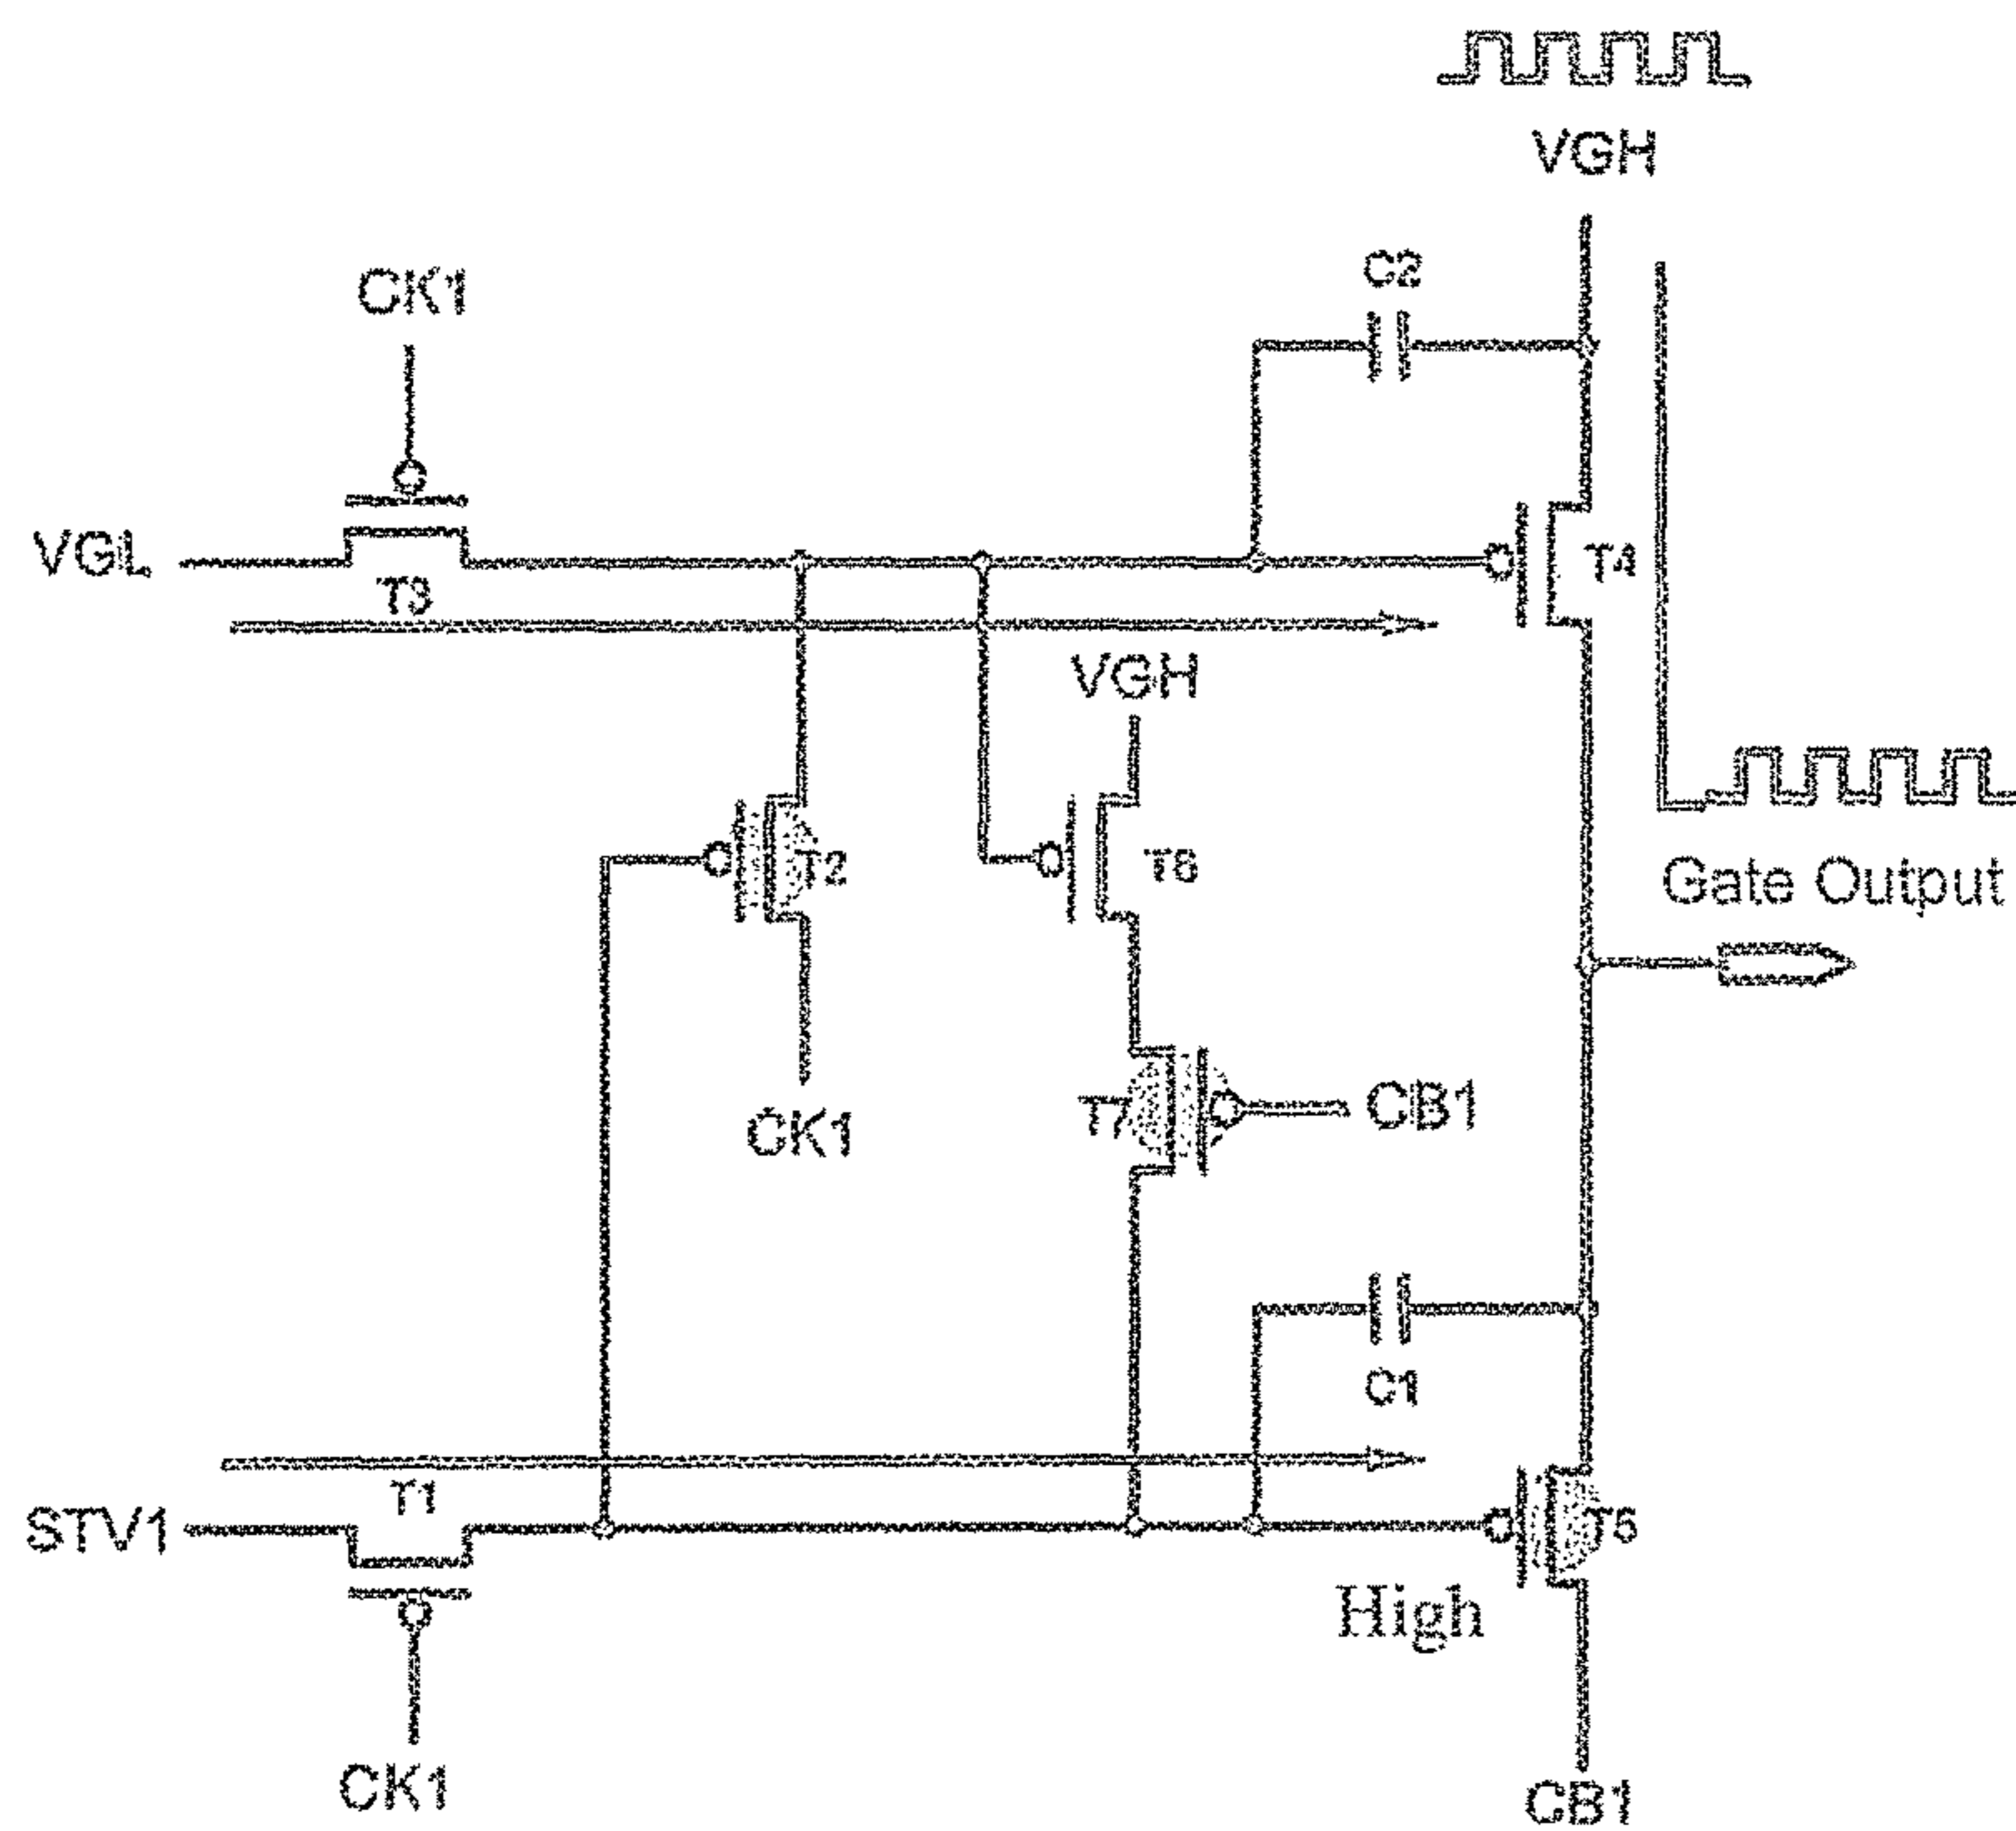 VGH
C2
CK1
VGL
T3
T4
VGH
T2
T6
Gate Output
CK1
T7
CB1
C1
T1
STV1
T5
High
CK1
CB1